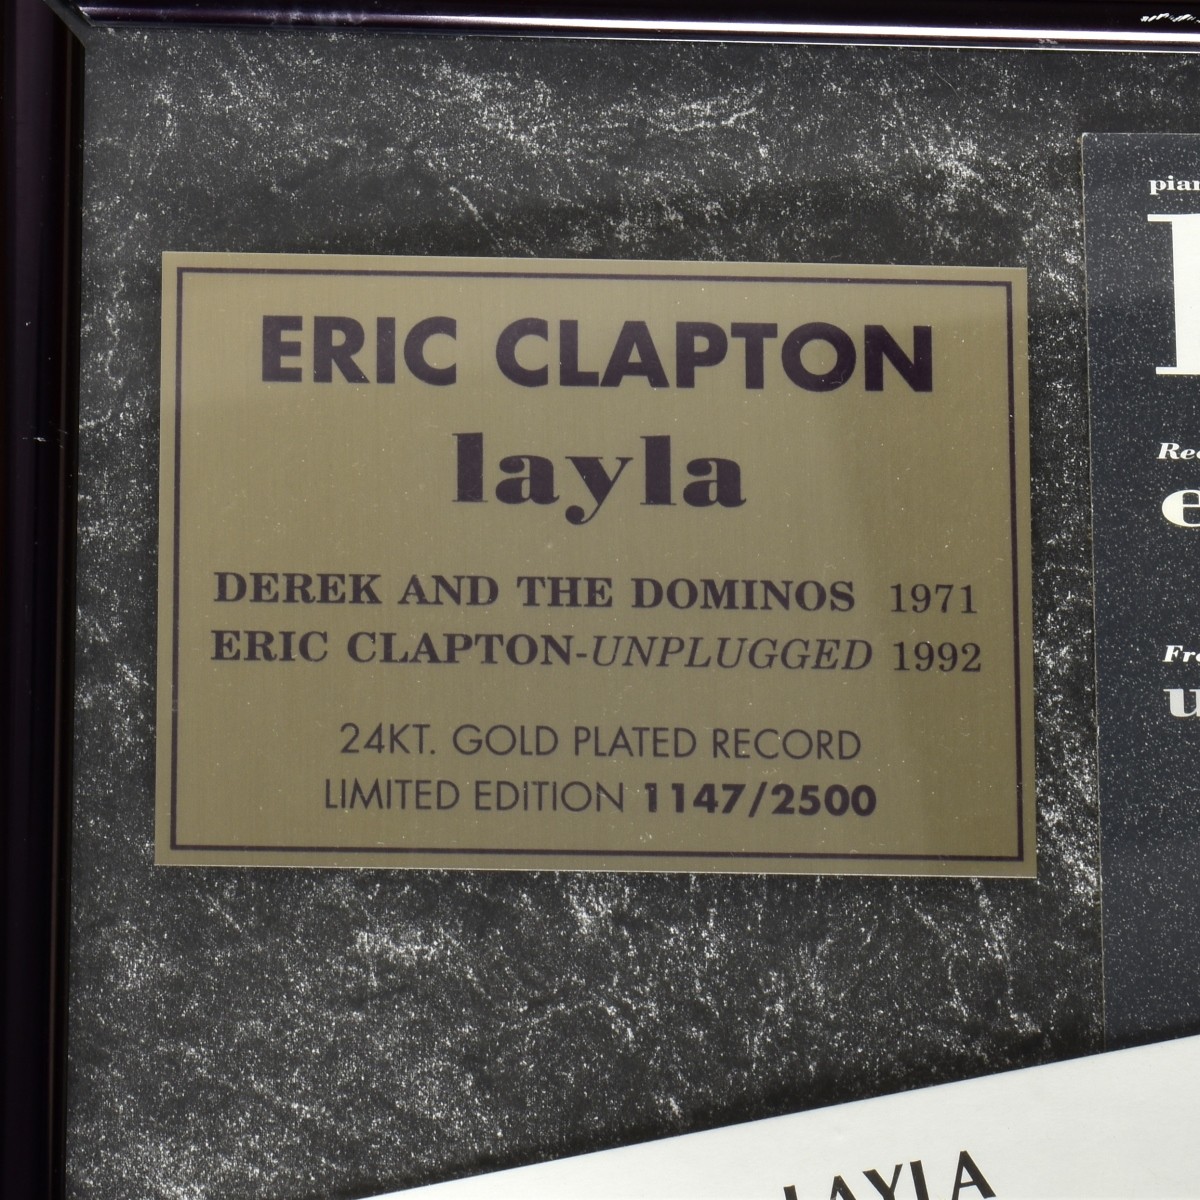 ERIC CLAPTON
layla
DEREK AND THE DOMINOS 1971
ERIC CLAPTON-UNPLUGGED 1992
24KT. GOLD PLATED RECORD
LIMITED EDITION 1147/2500
LAYLA